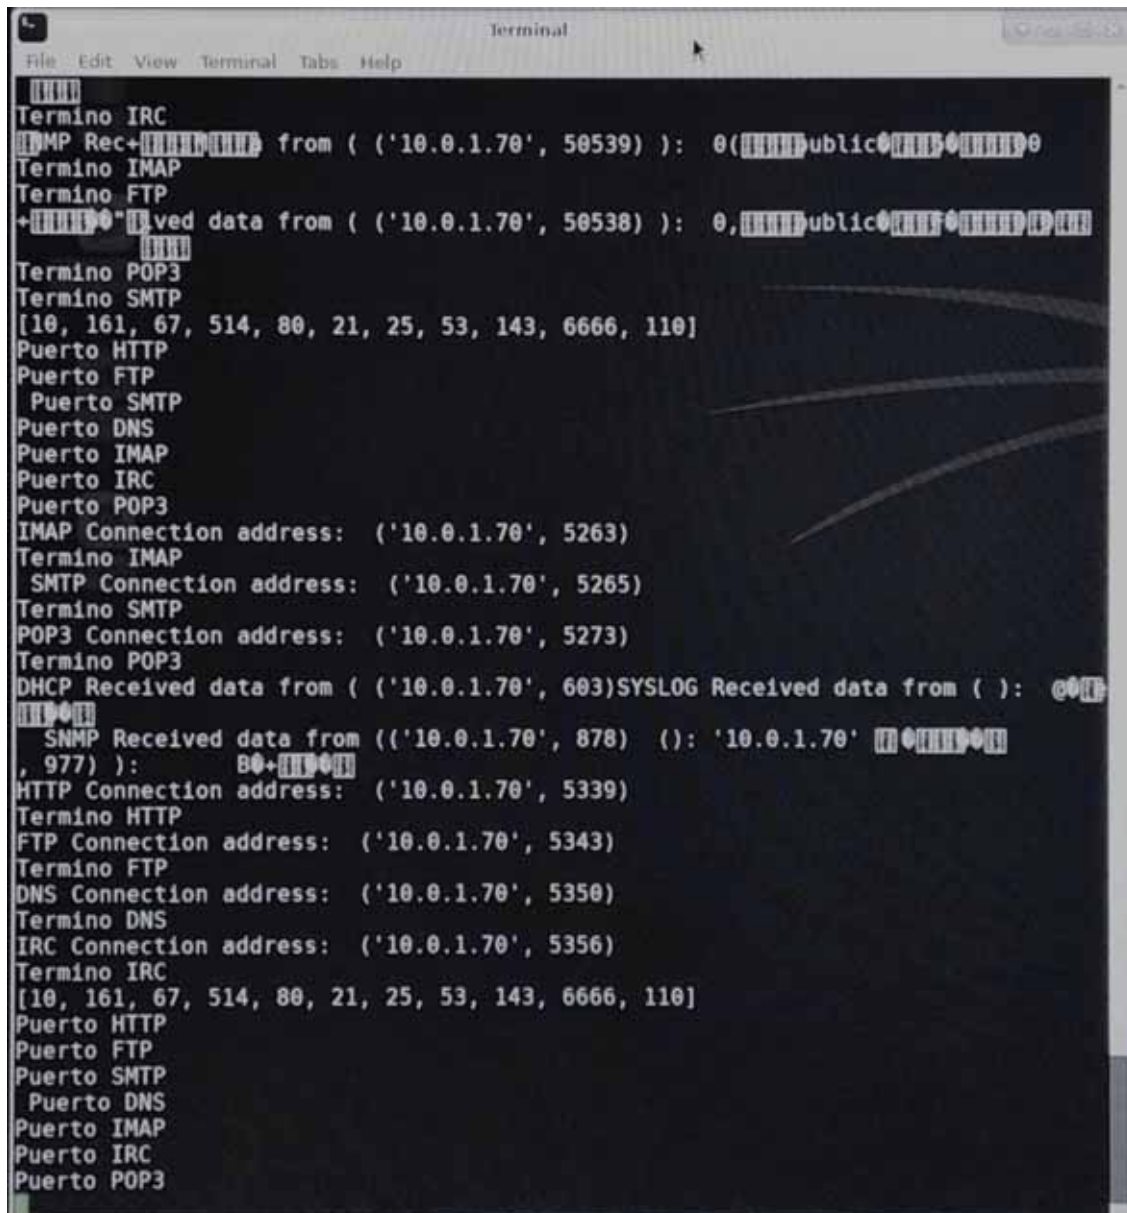 Terminal
File Edit View Terminal Tabs Help
Termino IRC
MP Rec+ from ( ('10.0.1.70', 50539) ): 0( ublic
Termino IMAP
Termino FTP
+ " ived data from ( ('10.0.1.70', 50538) ): 0, ublic
Termino POP3
Termino SMTP
[10, 161, 67, 514, 80, 21, 25, 53, 143, 6666, 110]
Puerto HTTP
Puerto FTP
Puerto SMTP
Puerto DNS
Puerto IMAP
Puerto IRC
Puerto POP3
IMAP Connection address: ('10.0.1.70', 5263)
Termino IMAP
SMTP Connection address: ('10.0.1.70', 5265)
Termino SMTP
POP3 Connection address: ('10.0.1.70', 5273)
Termino POP3
DHCP Received data from ( ('10.0.1.70', 603)SYSLOG Received data from ( ): @
SNMP Received data from (('10.0.1.70', 878) (): '10.0.1.70'
, 977) ): B +
HTTP Connection address: ('10.0.1.70', 5339)
Termino HTTP
FTP Connection address: ('10.0.1.70', 5343)
Termino FTP
DNS Connection address: ('10.0.1.70', 5350)
Termino DNS
IRC Connection address: ('10.0.1.70', 5356)
Termino IRC
[10, 161, 67, 514, 80, 21, 25, 53, 143, 6666, 110]
Puerto HTTP
Puerto FTP
Puerto SMTP
Puerto DNS
Puerto IMAP
Puerto IRC
Puerto POP3